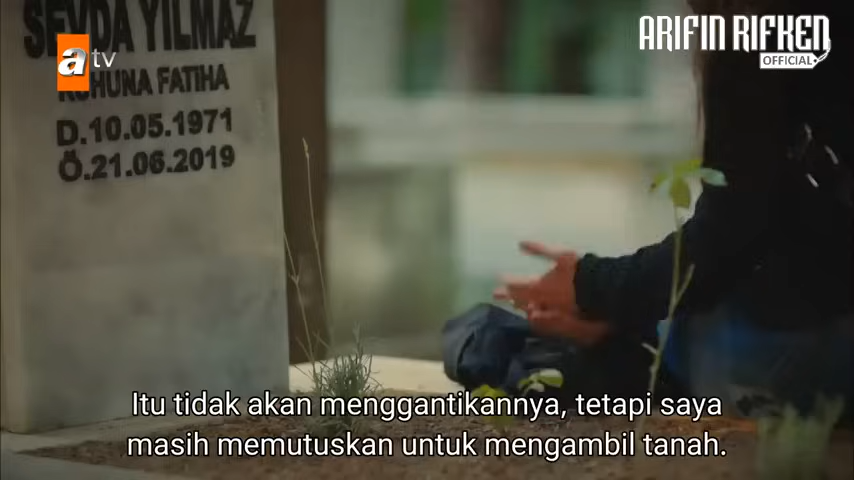 SEVDA YILMAZ
RUHUNA FATIHA
D.10.05.1971
Ö.21.06.2019
a tv
ARIFIN RIFKEN
OFFICIAL
Itu tidak akan menggantikannya, tetapi saya
masih memutuskan untuk mengambil tanah.